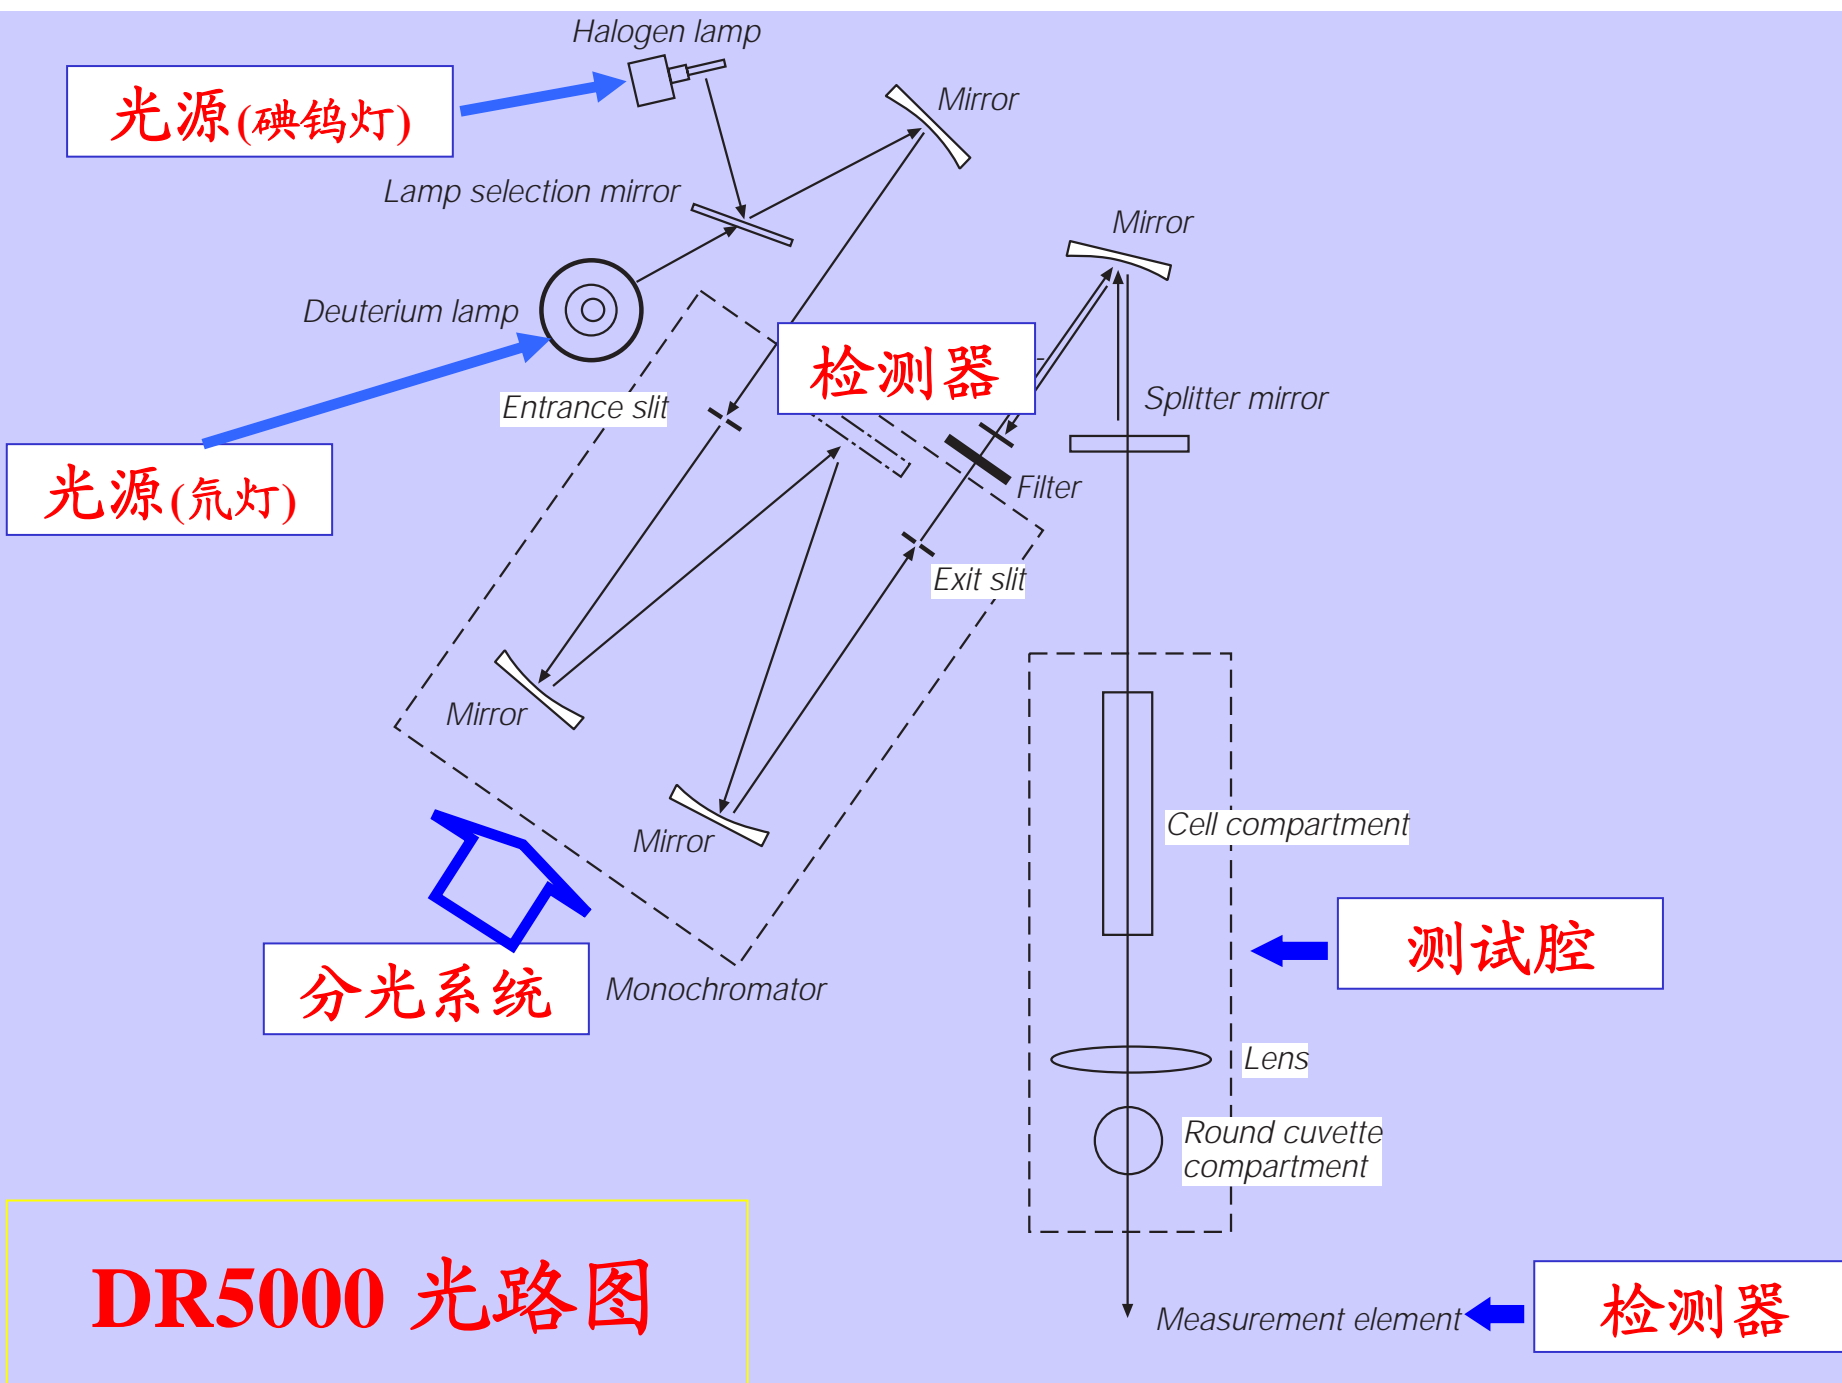 Halogen lamp
光源(碘钨灯)
Mirror
Lamp selection mirror
Mirror
Deuterium lamp
检测器
Entrance slit
Splitter mirror
光源(氘灯)
Filter
Exit slit
Mirror
Mirror
Cell compartment
测试腔
分光系统
Monochromator
Lens
Round cuvette
compartment
DR5000 光路图
Measurement element
检测器